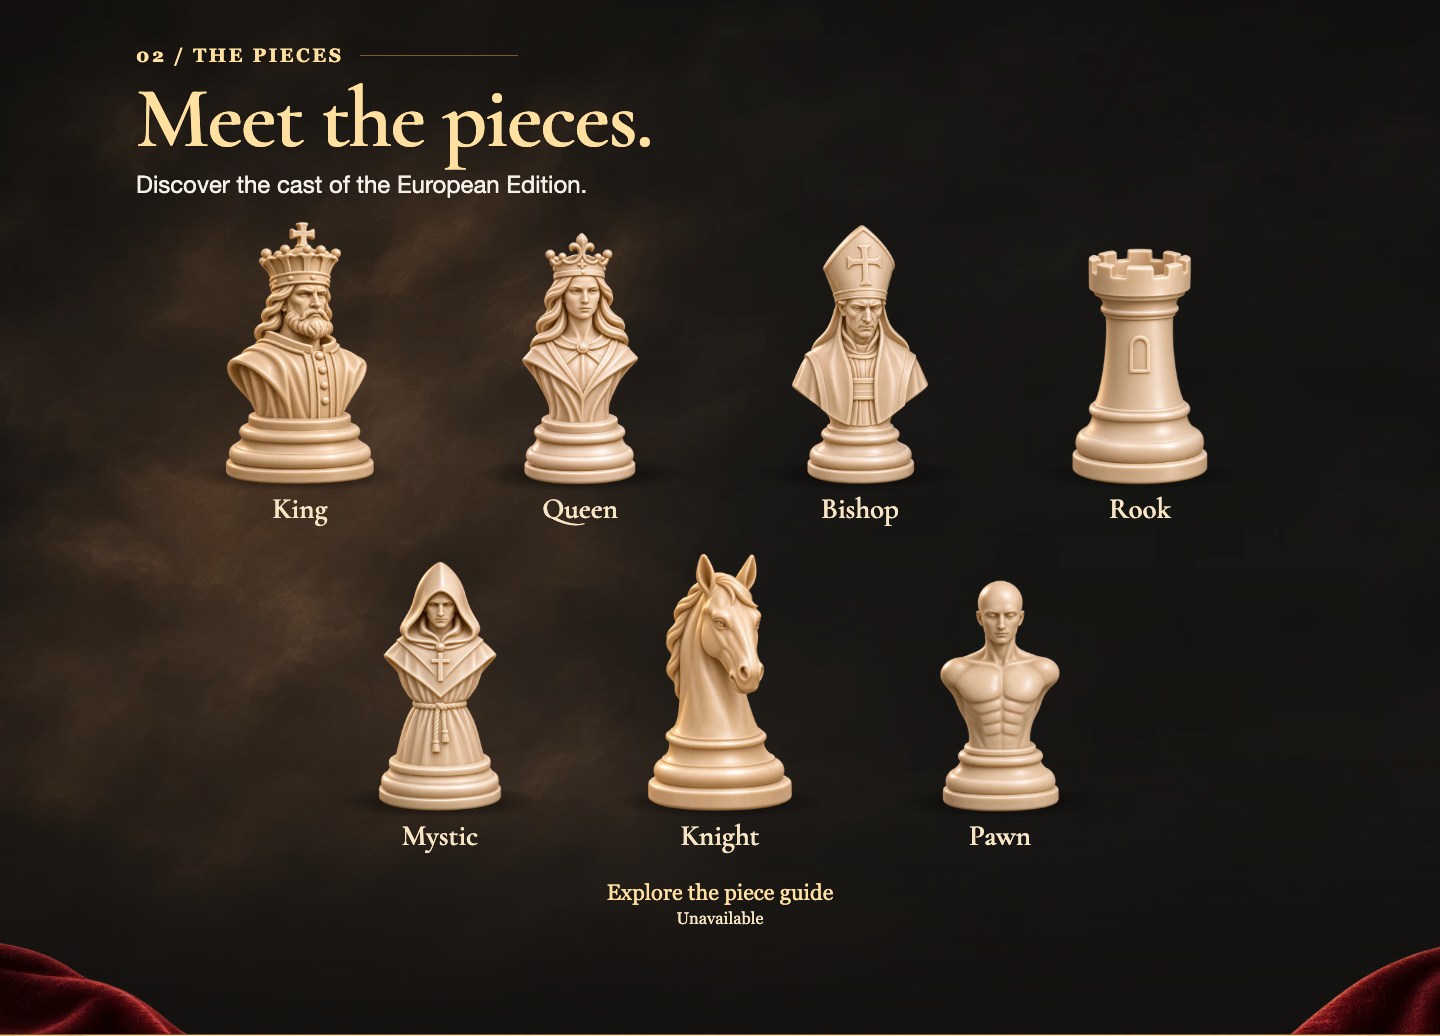 02 / THE PIECES
Meet the pieces.
Discover the cast of the European Edition.
King
Queen
Bishop
Rook
Mystic
Knight
Pawn
Explore the piece guide
Unavailable